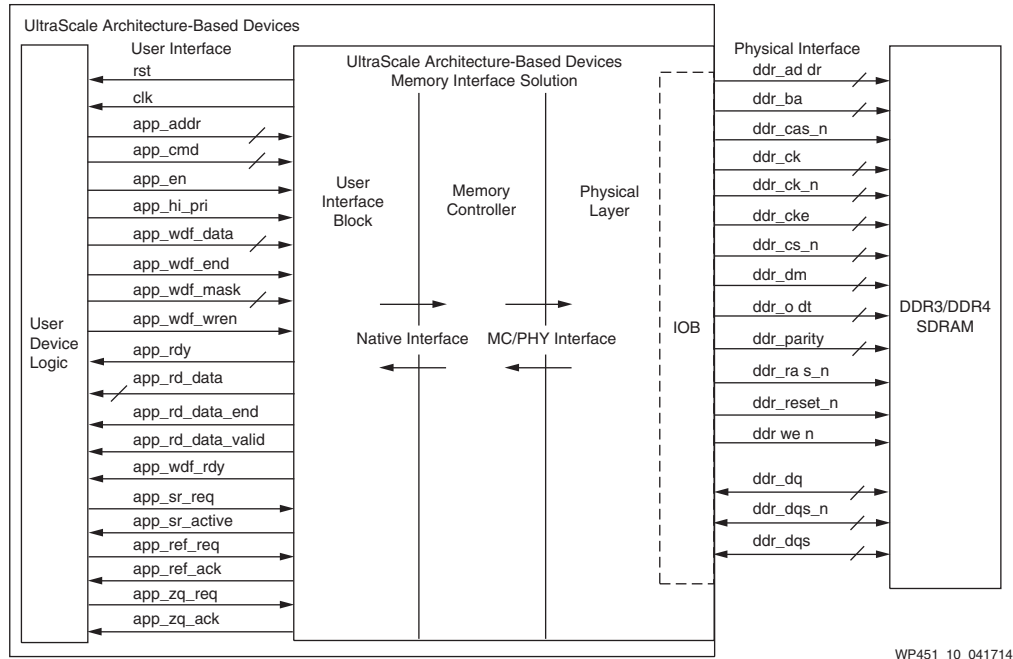 UltraScale Architecture-Based Devices
User Interface
rst
clk
app_addr
app_cmd
app_en
app_hi_pri
app_wdf_data
app_wdf_end
app_wdf_mask
app_wdf_wren
app_rdy
app_rd_data
app_rd_data_end
app_rd_data_valid
app_wdf_rdy
app_sr_req
app_sr_active
app_ref_req
app_ref_ack
app_zq_req
app_zq_ack
User
Device
Logic
UltraScale Architecture-Based Devices
Memory Interface Solution
User
Interface
Block
Memory
Controller
Physical
Layer
Native Interface
MC/PHY Interface
IOB
Physical Interface
ddr_ad dr
ddr_ba
ddr_cas_n
ddr_ck
ddr_ck_n
ddr_cke
ddr_cs_n
ddr_dm
ddr_o dt
ddr_parity
ddr_ra s_n
ddr_reset_n
ddr we n
ddr_dq
ddr_dqs_n
ddr_dqs
DDR3/DDR4
SDRAM
WP451_10_041714